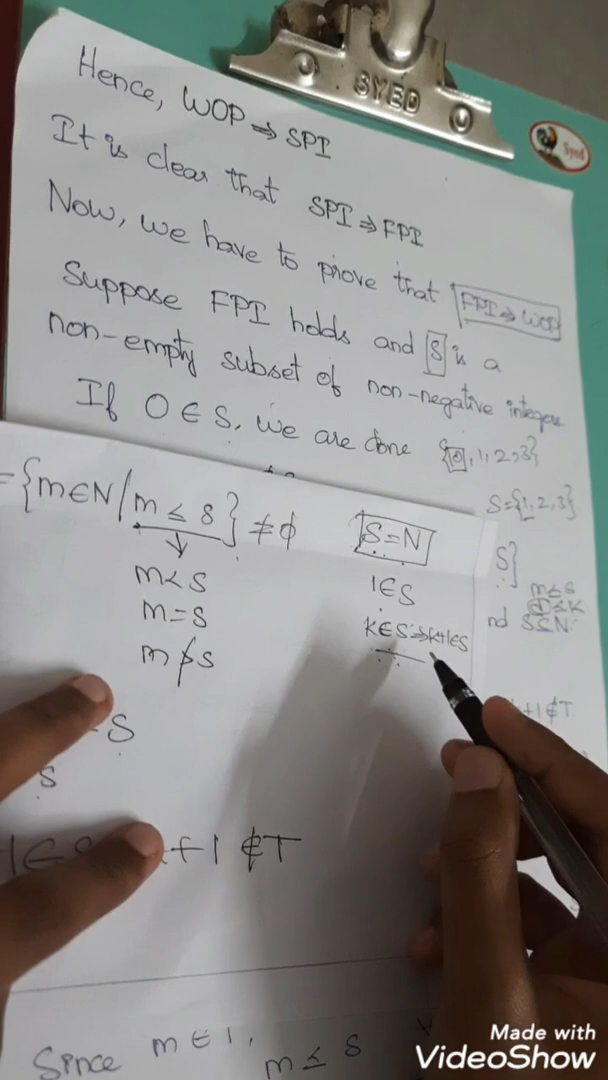 SYED
Syed
Hence, WOP ⇒ SPI
It is clear that SPI ⇒ FPI
Now, we have to prove that FPI ⇒ WOP
Suppose FPI holds and S is a
non-empty subset of non-negative integers
If 0 ∈ S, we are done {0, 1, 2, 3}
S = {1, 2, 3}
= {m ∈ N / m ≤ s} ≠ φ
S = N
S}
m < s
1 ∈ S
m ≤ s
m = s
k ∈ S ⇒ k+1 ∈ S
nd S ⊆ N
m ≯ s
+1 ∉ T
S
s
+1 ∉ T
Since m ∈ T, m ≤ s
Made with
VideoShow